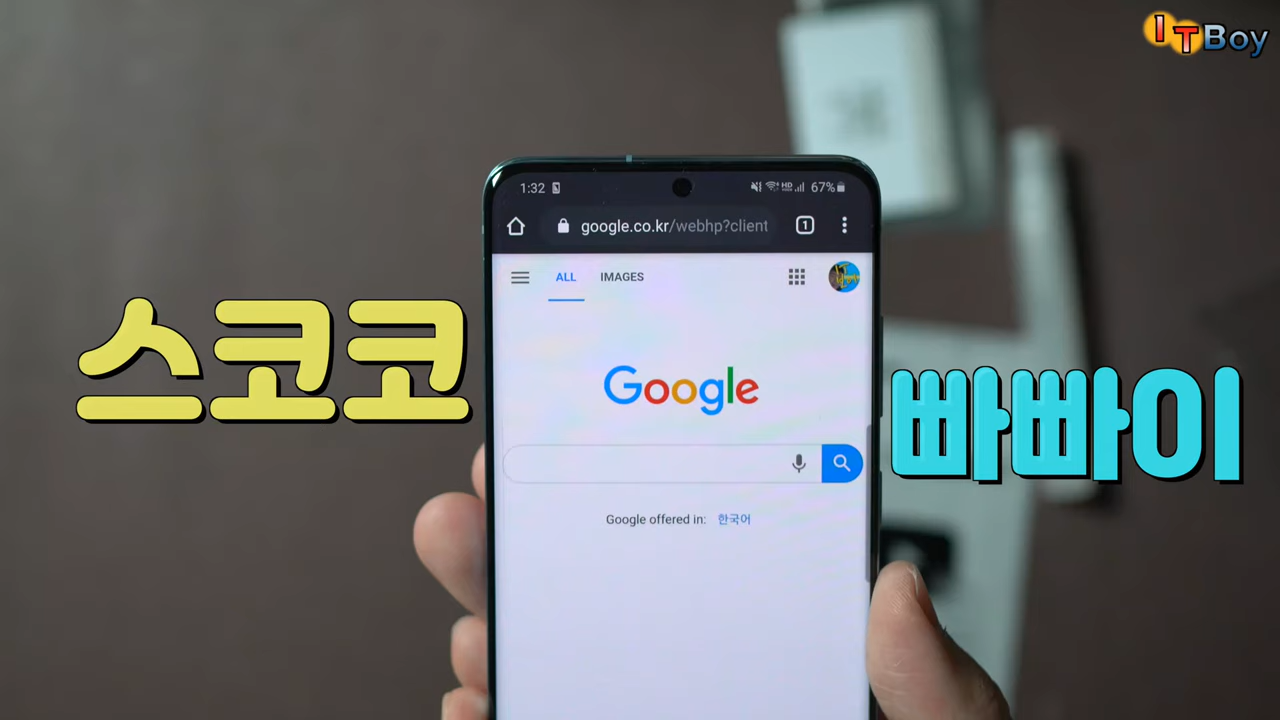 ITBoy
1:32 HD 67%
google.co.kr/webhp?client 1
ALL IMAGES
스코코
Google
빠빠이
Google offered in: 한국어